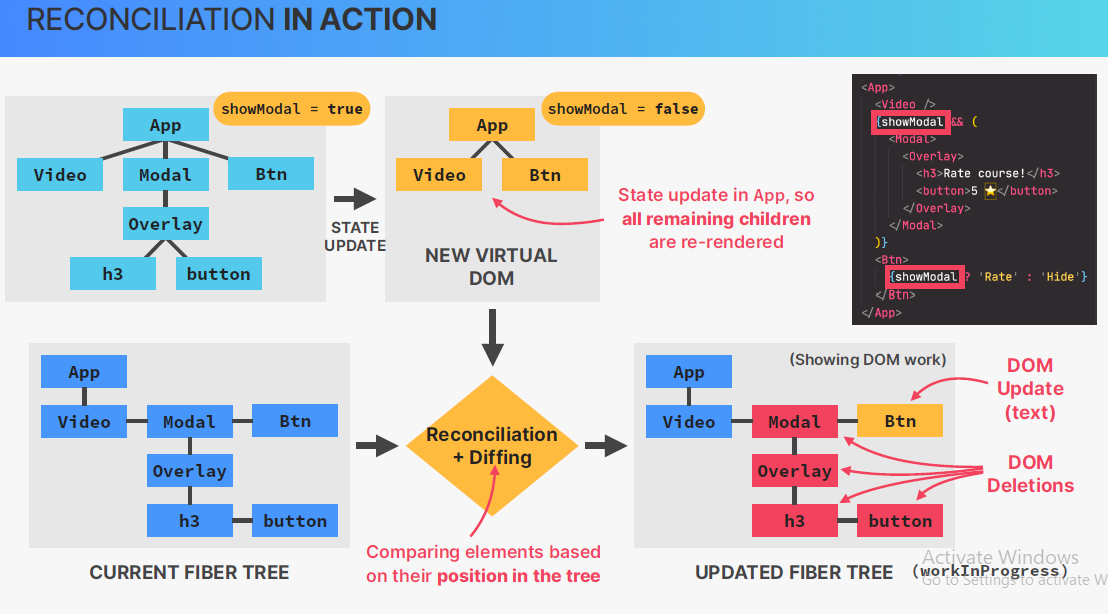 RECONCILIATION IN ACTION
showModal = true
App
Video
Modal
Btn
Overlay
h3
button
STATE
UPDATE
showModal = false
App
Video
Btn
NEW VIRTUAL
DOM
State update in App, so
all remaining children
are re-rendered
<App>
<Video />
{showModal && (
<Modal>
<Overlay>
<h3>Rate course!</h3>
<button>5 ⭐</button>
</Overlay>
</Modal>
)}
<Btn>
{showModal ? 'Rate' : 'Hide'}
</Btn>
</App>
App
Video
Modal
Btn
Overlay
h3
button
CURRENT FIBER TREE
Reconciliation
+ Diffing
Comparing elements based
on their position in the tree
(Showing DOM work)
App
Video
Modal
Btn
Overlay
h3
button
DOM
Update
(text)
DOM
Deletions
UPDATED FIBER TREE (workInProgress)
Activate Windows
Go to Settings to activate W